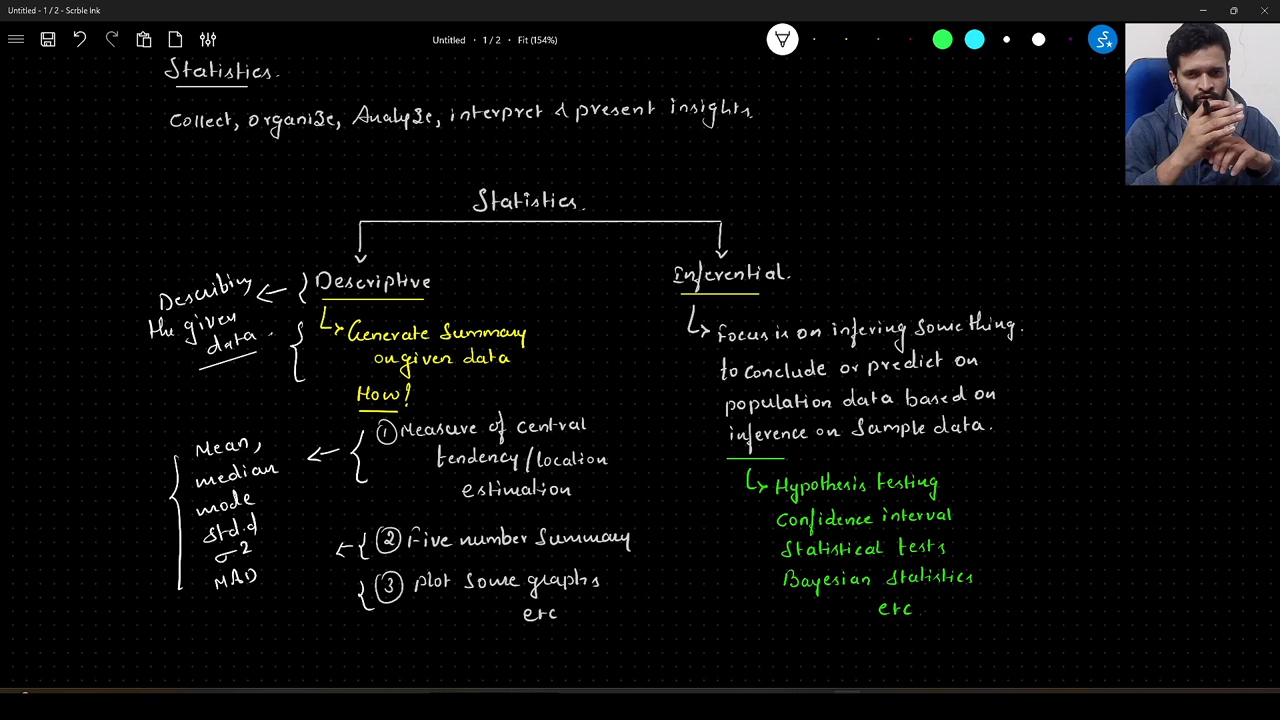 Untitled - 1 / 2 - Scrble Ink
Untitled • 1 / 2 • Fit (154%)
Statistics.
Collect, organize, Analyze, interpret & present insights.
Statistics.
Descriptive
Describing
the given
data.
Generate Summary
on given data
How?
① Measure of central
tendency/location
estimation
Mean,
median
mode
std.d
σ²
MAD
② Five number Summary
③ plot some graphs
etc
Inferential.
Focus is on infering Something.
to conclude or predict on
population data based on
inference on Sample data.
Hypothesis testing
Confidence interval
Statistical tests
Bayesian Statistics
etc.